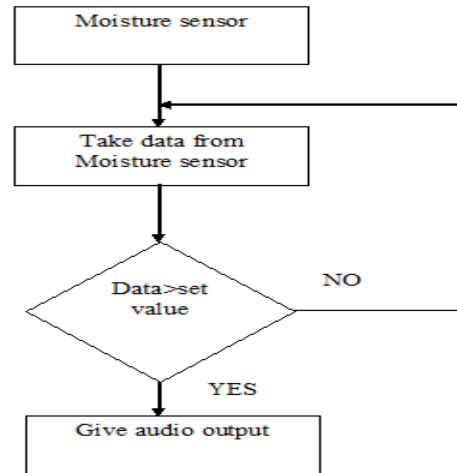 Moisture sensor
Take data from
Moisture sensor
Data>set
value
NO
YES
Give audio output